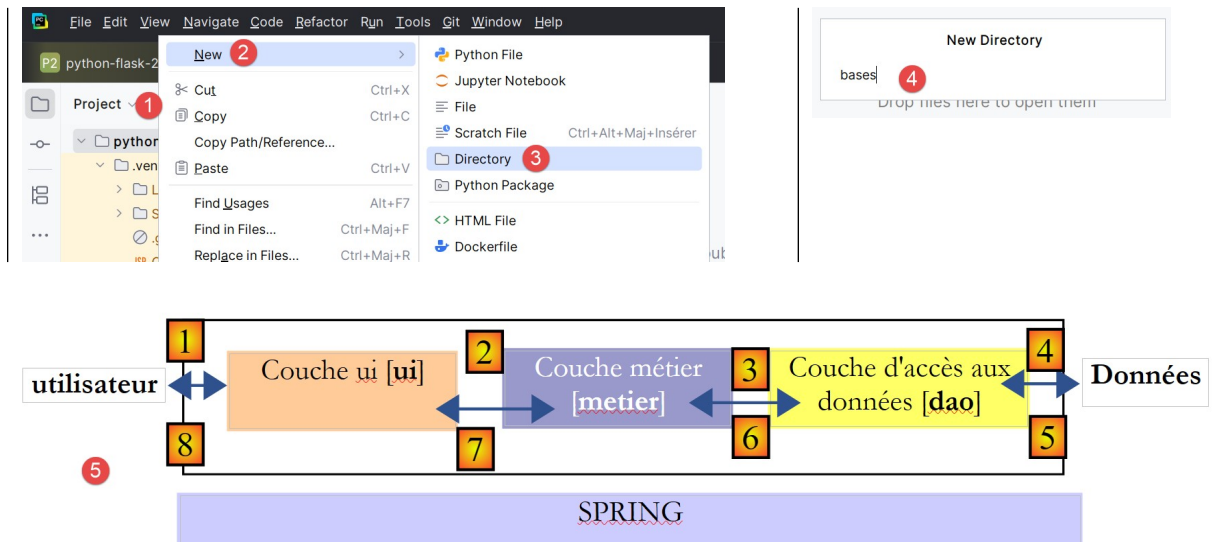 File Edit View Navigate Code Refactor Run Tools Git Window Help
P2 python-flask-2
New 2
Python File
Project 1
Cut Ctrl+X
Jupyter Notebook
Copy Ctrl+C
File
python
Copy Path/Reference...
Scratch File Ctrl+Alt+Maj+Insérer
.ven
Paste Ctrl+V
Directory 3
L
Python Package
Find Usages Alt+F7
S
HTML File
Find in Files... Ctrl+Maj+F
.g
Dockerfile
Replace in Files... Ctrl+Maj+R
New Directory
bases 4
Drop files here to open them
1
2
3
4
utilisateur
Couche ui [ui]
Couche métier
[metier]
Couche d'accès aux
données [dao]
Données
8
7
6
5
5
SPRING